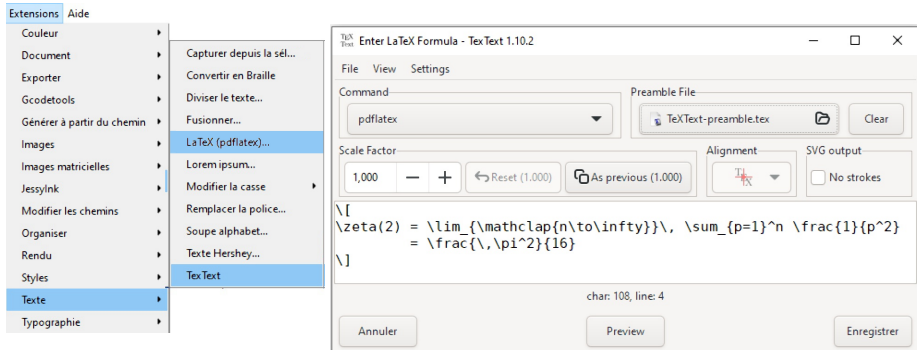 Extensions Aide
Couleur
Document
Exporter
Gcodetools
Générer à partir du chemin
Images
Images matricielles
JessyInk
Modifier les chemins
Organiser
Rendu
Styles
Texte
Typographie
Capturer depuis la sél...
Convertir en Braille
Diviser le texte...
Fusionner...
LaTeX (pdflatex)...
Lorem ipsum...
Modifier la casse
Remplacer la police...
Soupe alphabet...
Texte Hershey...
TexText
TEX Text Enter LaTeX Formula - TexText 1.10.2
File View Settings
Command Preamble File
pdflatex TeXText-preamble.tex Clear
Scale Factor Alignment SVG output
1,000 Reset (1.000) As previous (1.000) No strokes
\[
\zeta(2) = \lim_{\mathclap{n\to\infty}}\, \sum_{p=1}^n \frac{1}{p^2}
= \frac{\,\pi^2}{16}
\]
char: 108, line: 4
Annuler Preview Enregistrer